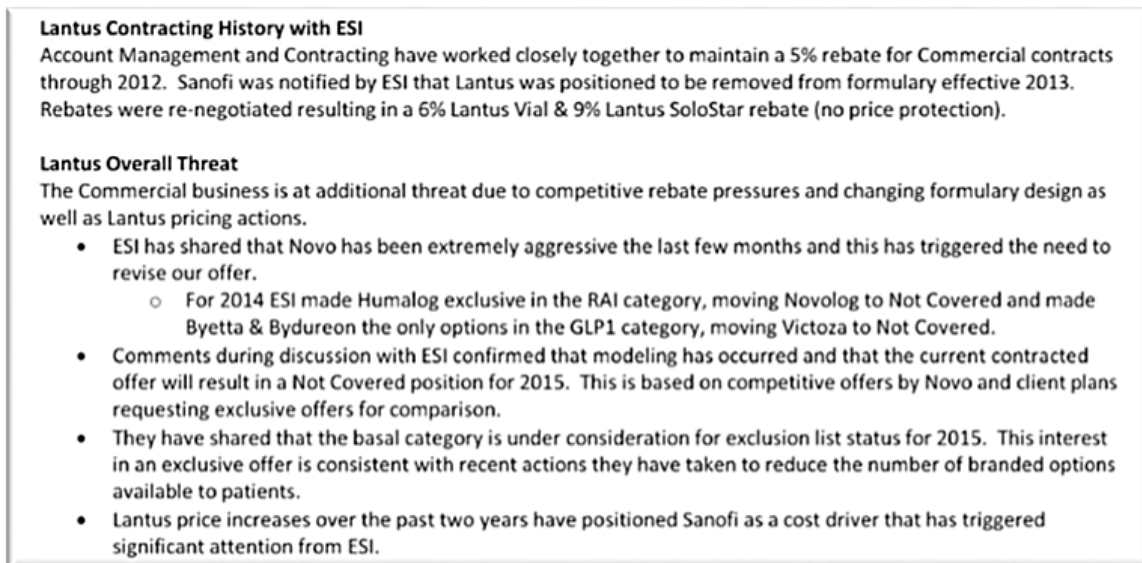 Lantus Contracting History with ESI
Account Management and Contracting have worked closely together to maintain a 5% rebate for Commercial contracts
through 2012. Sanofi was notified by ESI that Lantus was positioned to be removed from formulary effective 2013.
Rebates were re-negotiated resulting in a 6% Lantus Vial & 9% Lantus SoloStar rebate (no price protection).
Lantus Overall Threat
The Commercial business is at additional threat due to competitive rebate pressures and changing formulary design as
well as Lantus pricing actions.
• ESI has shared that Novo has been extremely aggressive the last few months and this has triggered the need to
revise our offer.
○ For 2014 ESI made Humalog exclusive in the RAI category, moving Novolog to Not Covered and made
Byetta & Bydureon the only options in the GLP1 category, moving Victoza to Not Covered.
• Comments during discussion with ESI confirmed that modeling has occurred and that the current contracted
offer will result in a Not Covered position for 2015. This is based on competitive offers by Novo and client plans
requesting exclusive offers for comparison.
• They have shared that the basal category is under consideration for exclusion list status for 2015. This interest
in an exclusive offer is consistent with recent actions they have taken to reduce the number of branded options
available to patients.
• Lantus price increases over the past two years have positioned Sanofi as a cost driver that has triggered
significant attention from ESI.